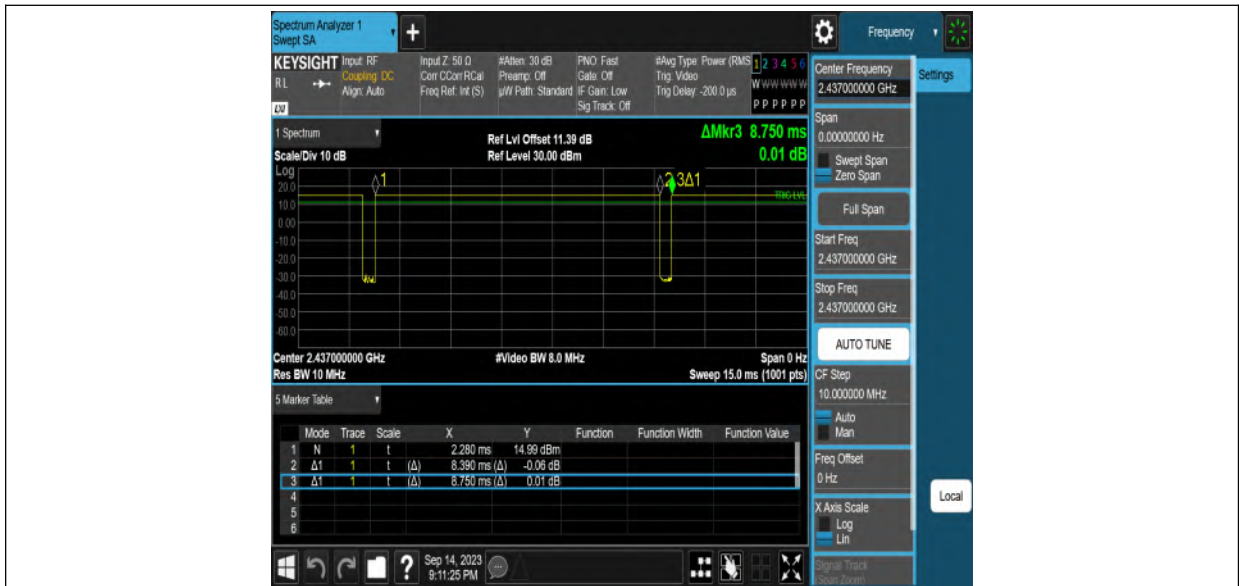 Spectrum Analyzer 1
Swept SA
Frequency
KEYSIGHT
RL
LXI
Input: RF
Coupling: DC
Align: Auto
Input Z: 50 Ω
Corr CCorr RCal
Freq Ref: Int (S)
#Atten: 30 dB
Preamp: Off
µW Path: Standard
PNO: Fast
Gate: Off
IF Gain: Low
Sig Track: Off
#Avg Type: Power (RMS
Trig: Video
Trig Delay: -200.0 µs
1 2 3 4 5 6
W W W W W W
P P P P P P
1 Spectrum
Scale/Div 10 dB
Ref Lvl Offset 11.39 dB
Ref Level 30.00 dBm
ΔMkr3 8.750 ms
0.01 dB
Log
20.0
10.0
0.00
-10.0
-20.0
-30.0
-40.0
-50.0
-60.0
1
2 3Δ1
TRIG LVL
Center 2.437000000 GHz
Res BW 10 MHz
#Video BW 8.0 MHz
Span 0 Hz
Sweep 15.0 ms (1001 pts)
5 Marker Table
Mode Trace Scale X Y Function Function Width Function Value
1 N 1 t 2.280 ms 14.99 dBm
2 Δ1 1 t (Δ) 8.390 ms (Δ) -0.06 dB
3 Δ1 1 t (Δ) 8.750 ms (Δ) 0.01 dB
4
5
6
?
Sep 14, 2023
9:11:25 PM
Center Frequency
2.437000000 GHz
Span
0.00000000 Hz
Swept Span
Zero Span
Full Span
Start Freq
2.437000000 GHz
Stop Freq
2.437000000 GHz
AUTO TUNE
CF Step
10.000000 MHz
Auto
Man
Freq Offset
0 Hz
X Axis Scale
Log
Lin
Signal Track
(Span Zoom)
Settings
Local